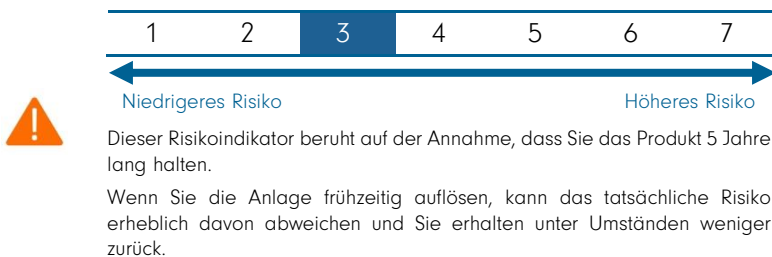 1 2 3 4 5 6 7
Niedrigeres Risiko Höheres Risiko
Dieser Risikoindikator beruht auf der Annahme, dass Sie das Produkt 5 Jahre
lang halten.
Wenn Sie die Anlage frühzeitig auflösen, kann das tatsächliche Risiko
erheblich davon abweichen und Sie erhalten unter Umständen weniger
zurück.